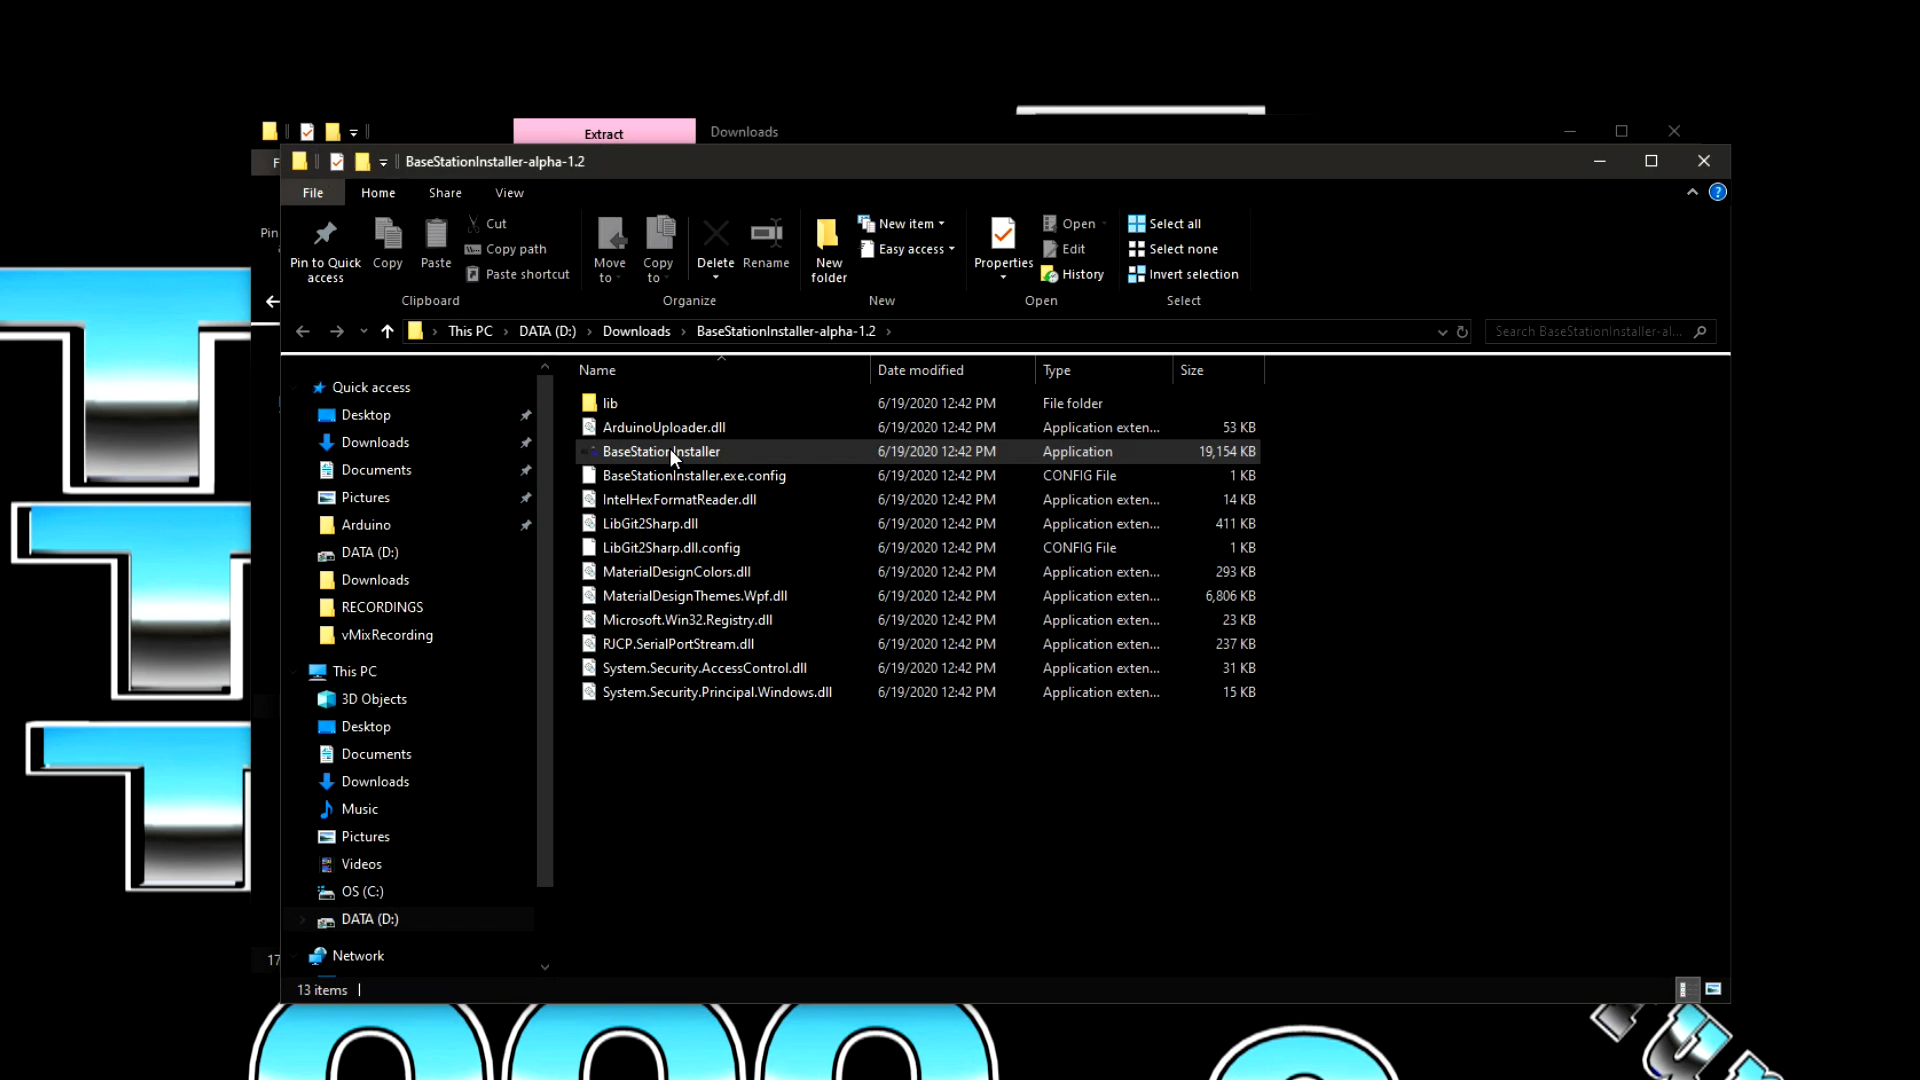 Extract
Downloads
F
BaseStationInstaller-alpha-1.2
File
Home
Share
View
?
Pin
Pin to Quick access
Copy
Paste
Cut
Copy path
Paste shortcut
Clipboard
Move to
Copy to
Delete
Rename
Organize
New folder
New item
Easy access
New
Properties
Open
Edit
History
Open
Select all
Select none
Invert selection
Select
This PC
DATA (D:)
Downloads
BaseStationInstaller-alpha-1.2
Search BaseStationInstaller-al...
Quick access
Desktop
Downloads
Documents
Pictures
Arduino
DATA (D:)
Downloads
RECORDINGS
vMixRecording
This PC
3D Objects
Desktop
Documents
Downloads
Music
Pictures
Videos
OS (C:)
DATA (D:)
Network
Name Date modified Type Size
lib 6/19/2020 12:42 PM File folder
ArduinoUploader.dll 6/19/2020 12:42 PM Application exten... 53 KB
BaseStationInstaller 6/19/2020 12:42 PM Application 19,154 KB
BaseStationInstaller.exe.config 6/19/2020 12:42 PM CONFIG File 1 KB
IntelHexFormatReader.dll 6/19/2020 12:42 PM Application exten... 14 KB
LibGit2Sharp.dll 6/19/2020 12:42 PM Application exten... 411 KB
LibGit2Sharp.dll.config 6/19/2020 12:42 PM CONFIG File 1 KB
MaterialDesignColors.dll 6/19/2020 12:42 PM Application exten... 293 KB
MaterialDesignThemes.Wpf.dll 6/19/2020 12:42 PM Application exten... 6,806 KB
Microsoft.Win32.Registry.dll 6/19/2020 12:42 PM Application exten... 23 KB
RJCP.SerialPortStream.dll 6/19/2020 12:42 PM Application exten... 237 KB
System.Security.AccessControl.dll 6/19/2020 12:42 PM Application exten... 31 KB
System.Security.Principal.Windows.dll 6/19/2020 12:42 PM Application exten... 15 KB
17
13 items
T
T
T